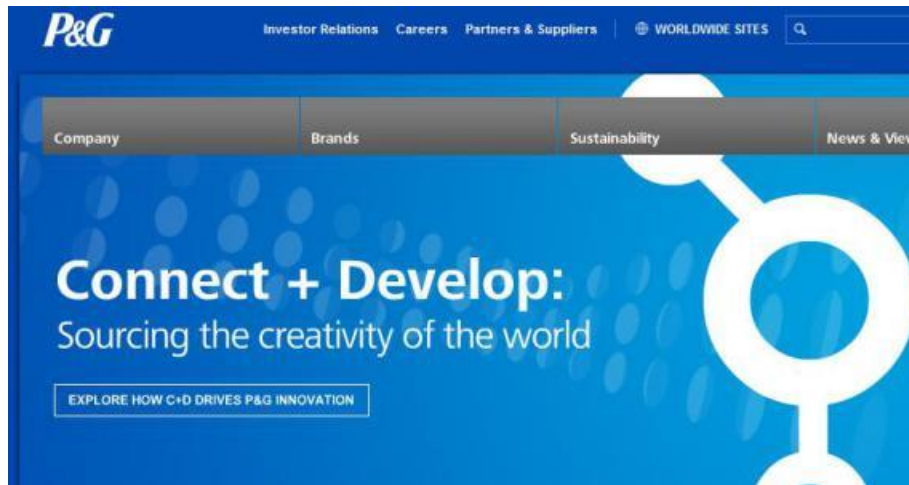 P&G
Investor Relations Careers Partners & Suppliers WORLDWIDE SITES
Company Brands Sustainability News &
Connect + Develop:
Sourcing the creativity of the world
EXPLORE HOW C+D DRIVES P&G INNOVATION